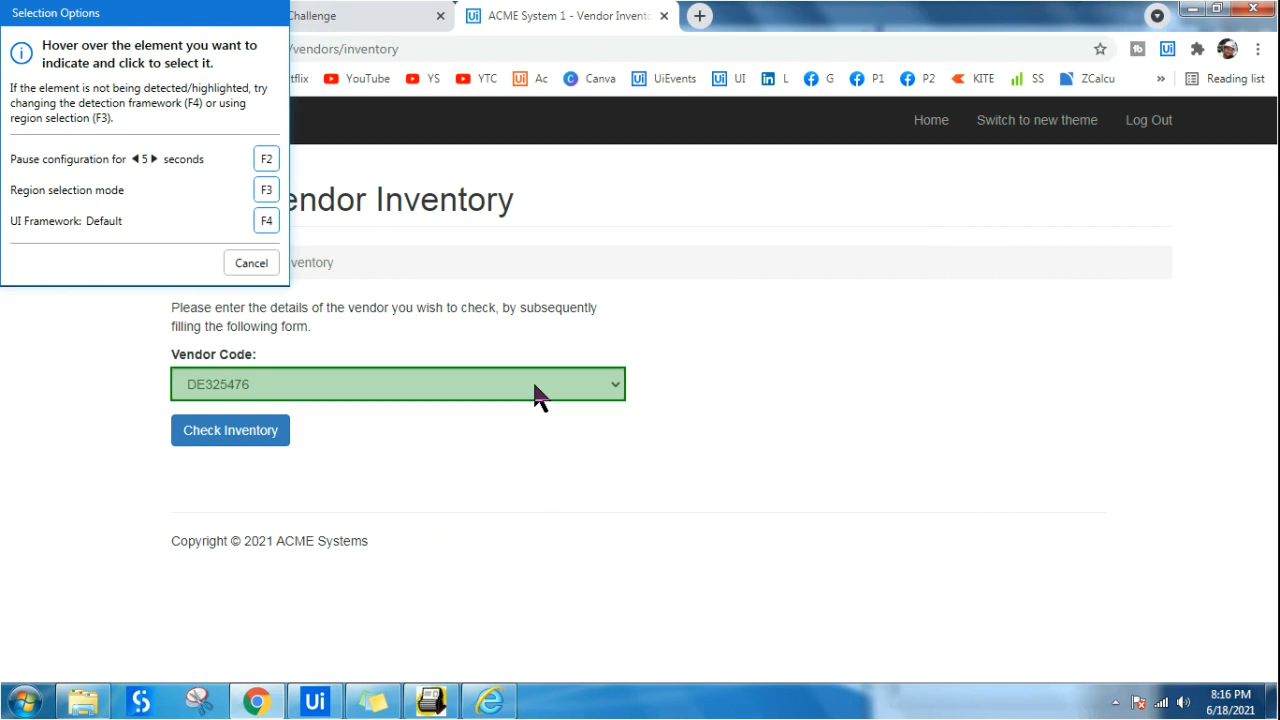 Selection Options
Hover over the element you want to
indicate and click to select it.
If the element is not being detected/highlighted, try
changing the detection framework (F4) or using
region selection (F3).
Pause configuration for 5 seconds F2
Region selection mode F3
UI Framework: Default F4
Cancel
Challenge
ACME System 1 - Vendor Invento
/vendors/inventory
tflix YouTube YS YTC Ac Canva UiEvents UI L G P1 P2 KITE SS ZCalcu » Reading list
Home Switch to new theme Log Out
endor Inventory
ventory
Please enter the details of the vendor you wish to check, by subsequently
filling the following form.
Vendor Code:
DE325476
Check Inventory
Copyright © 2021 ACME Systems
8:16 PM
6/18/2021